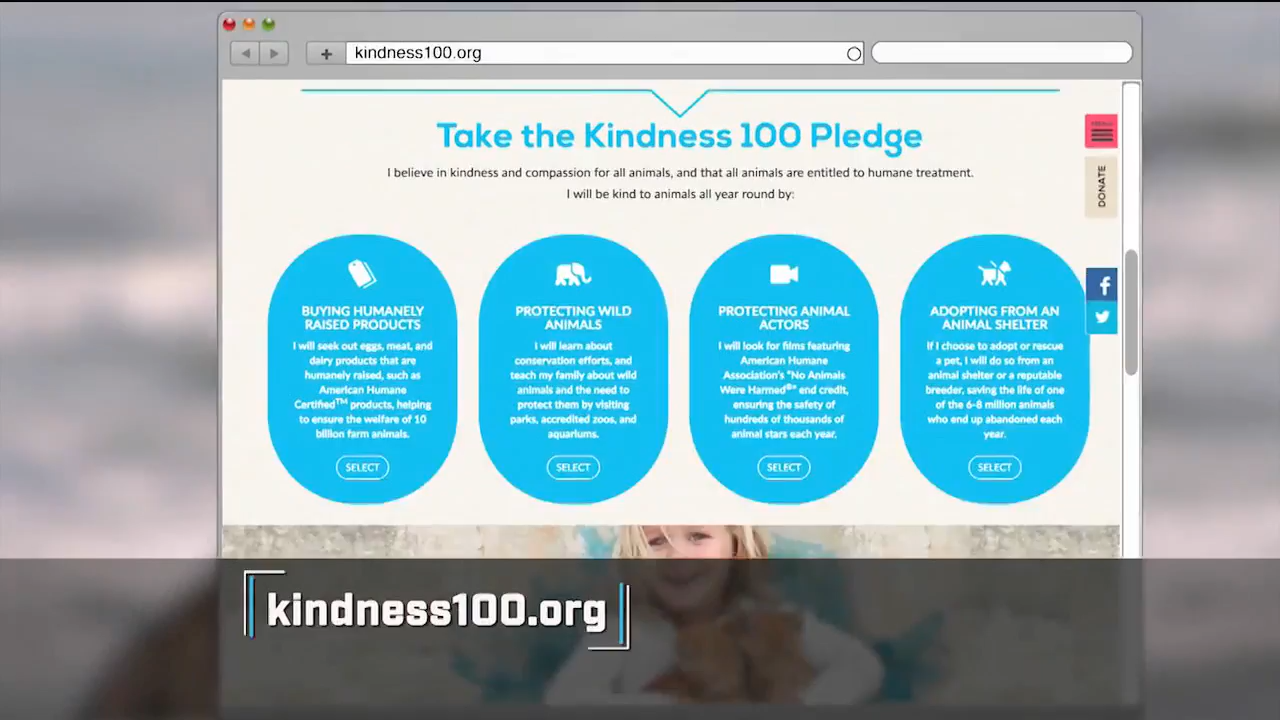 kindness100.org
Take the Kindness 100 Pledge
I believe in kindness and compassion for all animals, and that all animals are entitled to humane treatment.
I will be kind to animals all year round by:
DONATE
BUYING HUMANELY
RAISED PRODUCTS
I will seek out eggs, meat, and
dairy products that are
humanely raised, such as
American Humane
Certified™ products, helping
to ensure the welfare of 10
billion farm animals.
SELECT
PROTECTING WILD
ANIMALS
I will learn about
conservation efforts, and
teach my family about wild
animals and the need to
protect them by visiting
parks, accredited zoos, and
aquariums.
SELECT
PROTECTING ANIMAL
ACTORS
I will look for films featuring
American Humane
Association's "No Animals
Were Harmed®" end credit,
ensuring the safety of
hundreds of thousands of
animal stars each year.
SELECT
ADOPTING FROM AN
ANIMAL SHELTER
If I choose to adopt or rescue
a pet, I will do so from an
animal shelter or a reputable
breeder, saving the life of one
of the 6-8 million animals
who end up abandoned each
year.
SELECT
kindness100.org